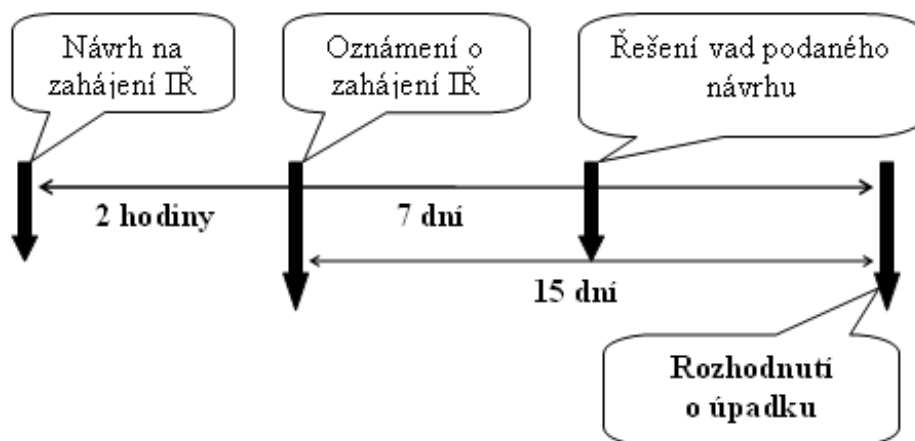 Návrh na
zahájení IŘ
Oznámení o
zahájení IŘ
Řešení vad podaného
návrhu
2 hodiny
7 dní
15 dní
Rozhodnutí
o úpadku